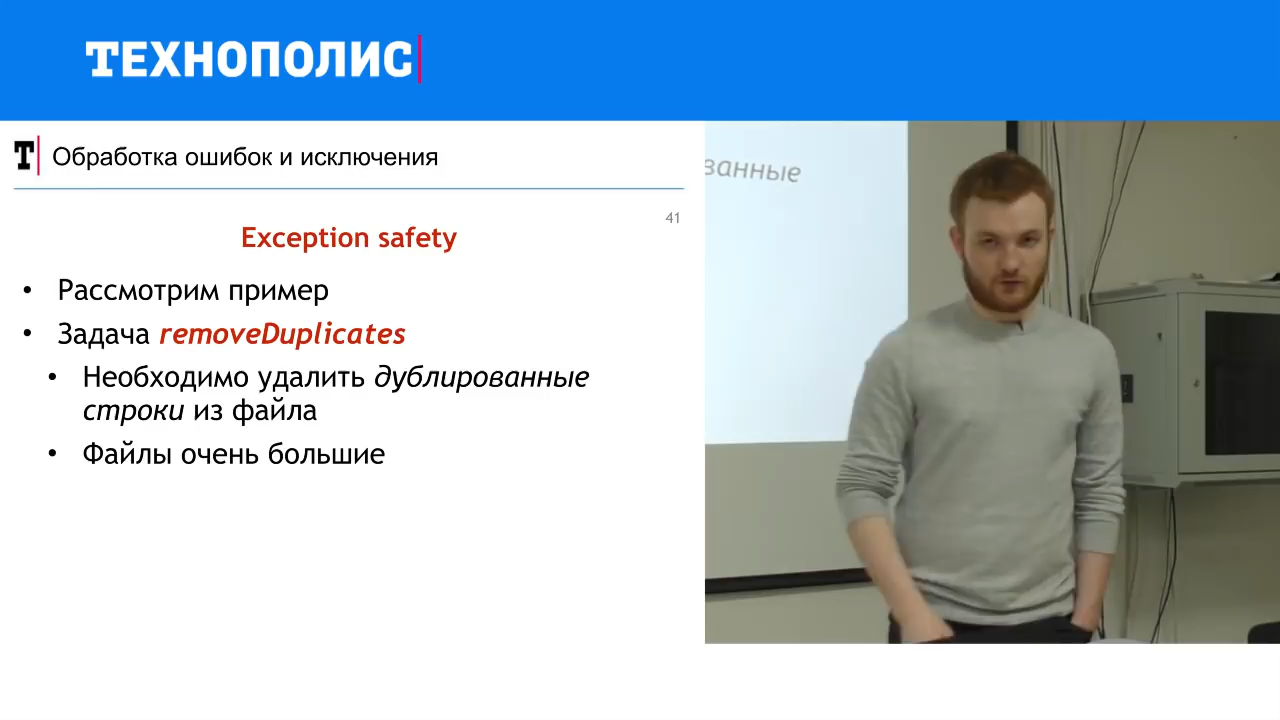 ТЕХНОПОЛИС
Т Обработка ошибок и исключения
41
Exception safety
• Рассмотрим пример
• Задача removeDuplicates
• Необходимо удалить дублированные
строки из файла
• Файлы очень большие
ванные